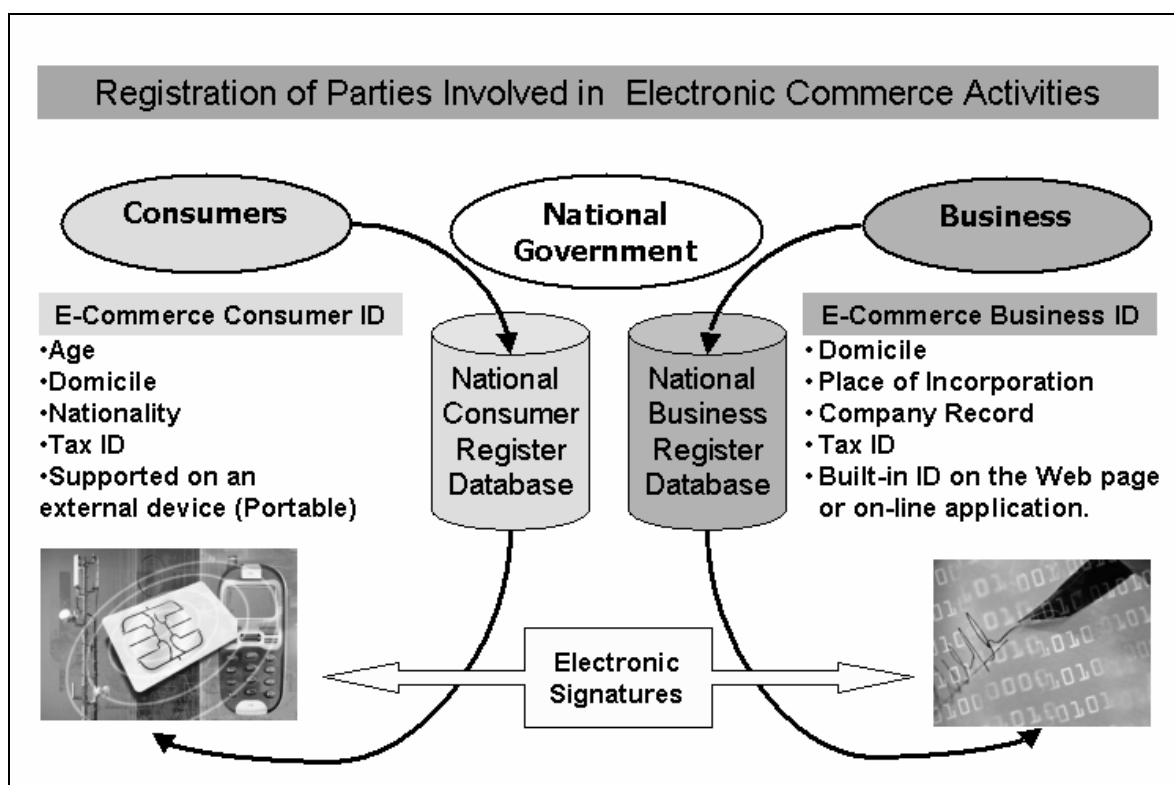 Registration of Parties Involved in Electronic Commerce Activities
Consumers
National
Government
Business
E-Commerce Consumer ID
•Age
•Domicile
•Nationality
•Tax ID
•Supported on an
external device (Portable)
National
Consumer
Register
Database
National
Business
Register
Database
E-Commerce Business ID
• Domicile
• Place of Incorporation
• Company Record
• Tax ID
• Built-in ID on the Web page
or on-line application.
Electronic
Signatures